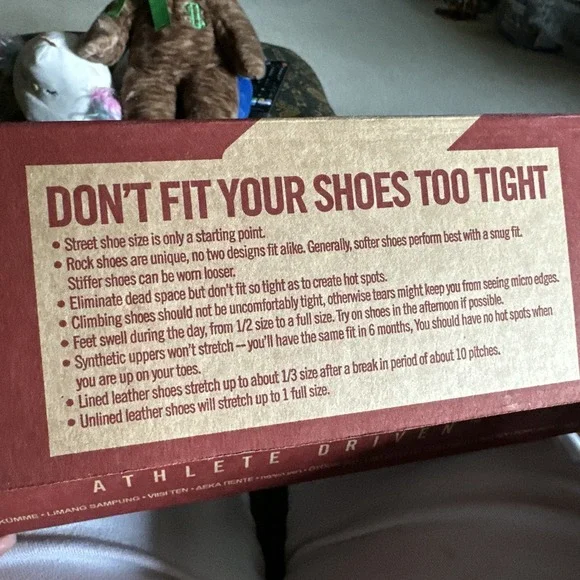 DON'T FIT YOUR SHOES TOO TIGHT
• Street shoe size is only a starting point.
• Rock shoes are unique, no two designs fit alike. Generally, softer shoes perform best with a snug fit.
Stiffer shoes can be worn looser.
• Eliminate dead space but don't fit so tight as to create hot spots.
• Climbing shoes should not be uncomfortably tight, otherwise tears might keep you from seeing micro edges.
• Feet swell during the day, from 1/2 size to a full size. Try on shoes in the afternoon if possible.
• Synthetic uppers won't stretch – you'll have the same fit in 6 months, You should have no hot spots when
you are up on your toes.
• Lined leather shoes stretch up to about 1/3 size after a break in period of about 10 pitches.
• Unlined leather shoes will stretch up to 1 full size.
ATHLETE DRIVEN
KÜMME • LIMANG SAMPUNG • VIISI TEN • ДЕКА ПЕНТЕ •